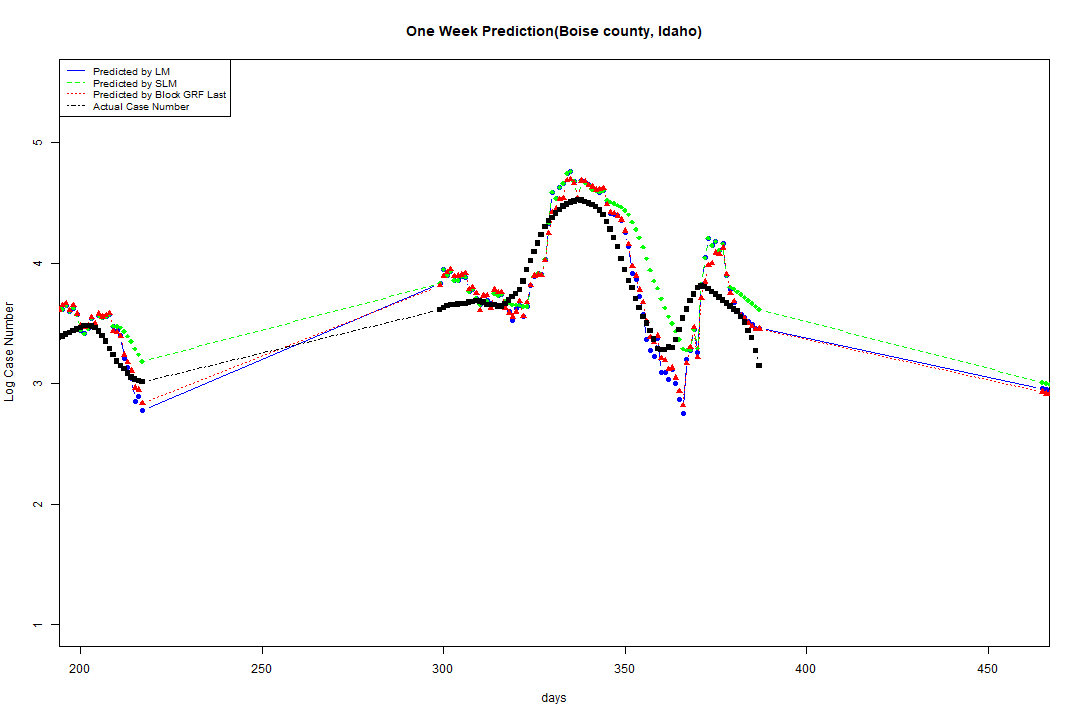 One Week Prediction(Boise county, Idaho)
Predicted by LM
Predicted by SLM
Predicted by Block GRF Last
Actual Case Number
5
4
3
2
1
Log Case Number
200 250 300 350 400 450
days